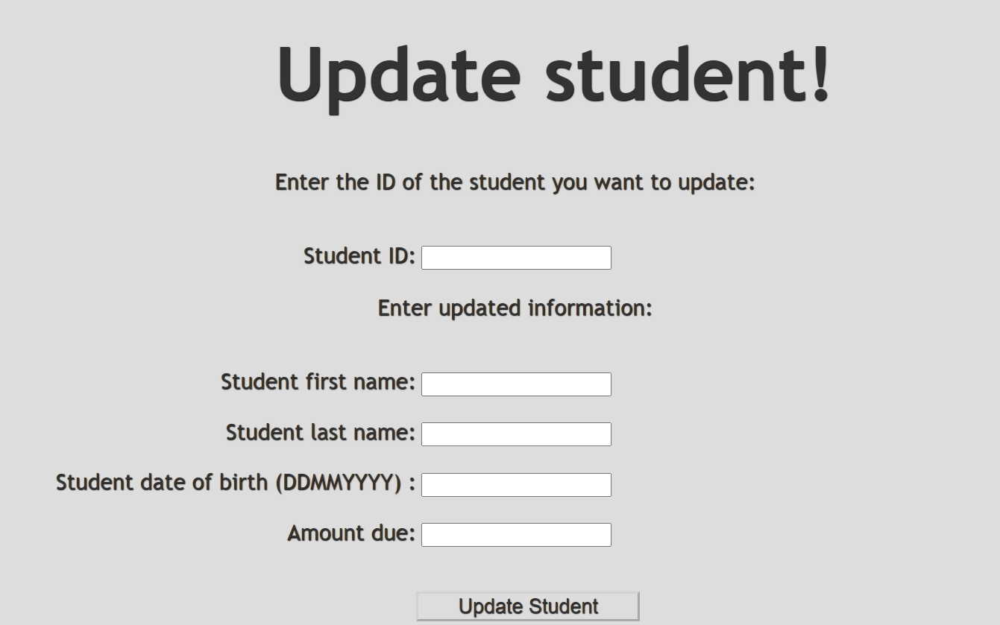 Update student!
Enter the ID of the student you want to update:
Student ID:
Enter updated information:
Student first name:
Student last name:
Student date of birth (DDMMYYYY) :
Amount due:
Update Student